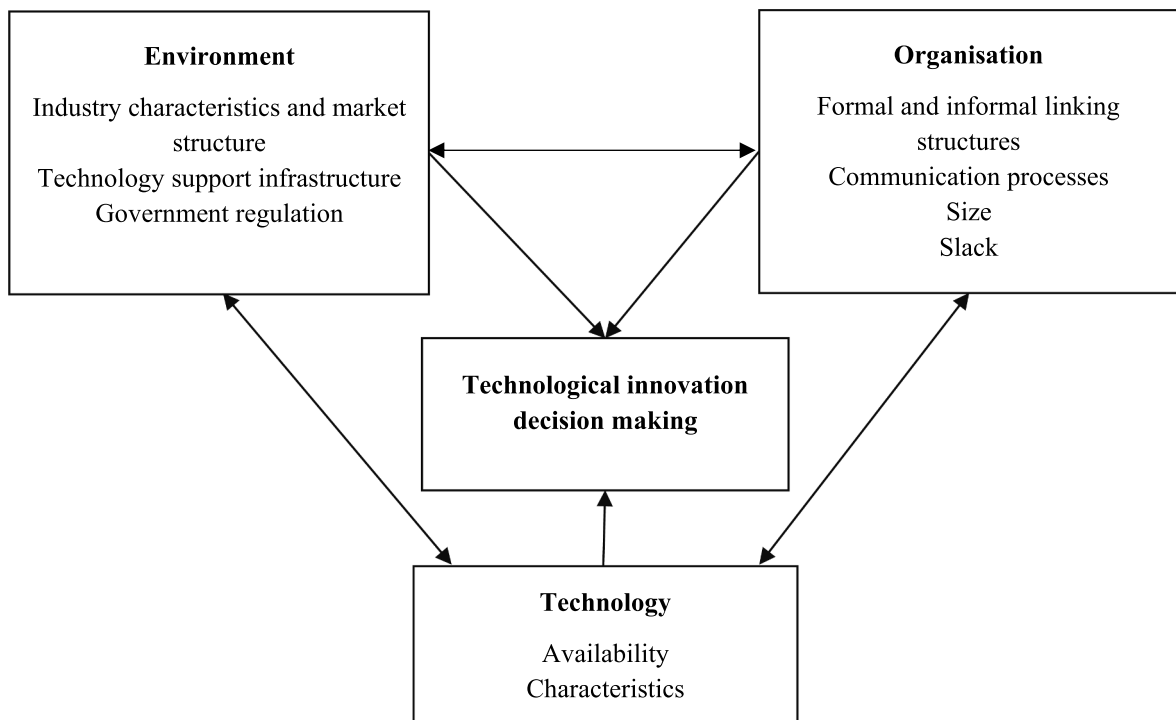 Environment
Industry characteristics and market
structure
Technology support infrastructure
Government regulation
Organisation
Formal and informal linking
structures
Communication processes
Size
Slack
Technological innovation
decision making
Technology
Availability
Characteristics